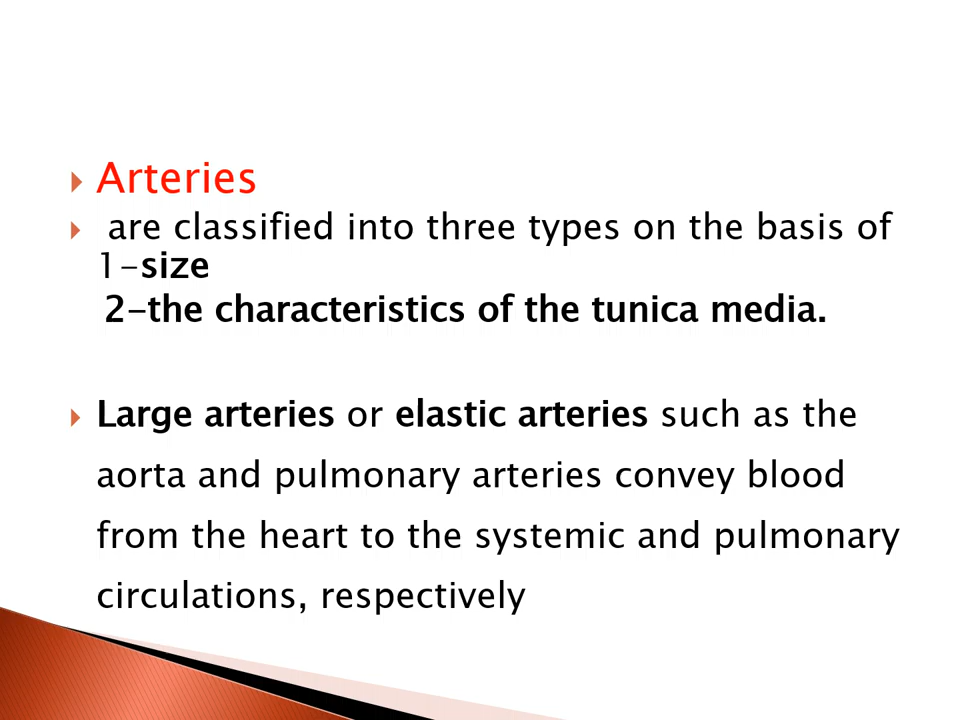 Arteries
are classified into three types on the basis of
1-size
2-the characteristics of the tunica media.
Large arteries or elastic arteries such as the
aorta and pulmonary arteries convey blood
from the heart to the systemic and pulmonary
circulations, respectively